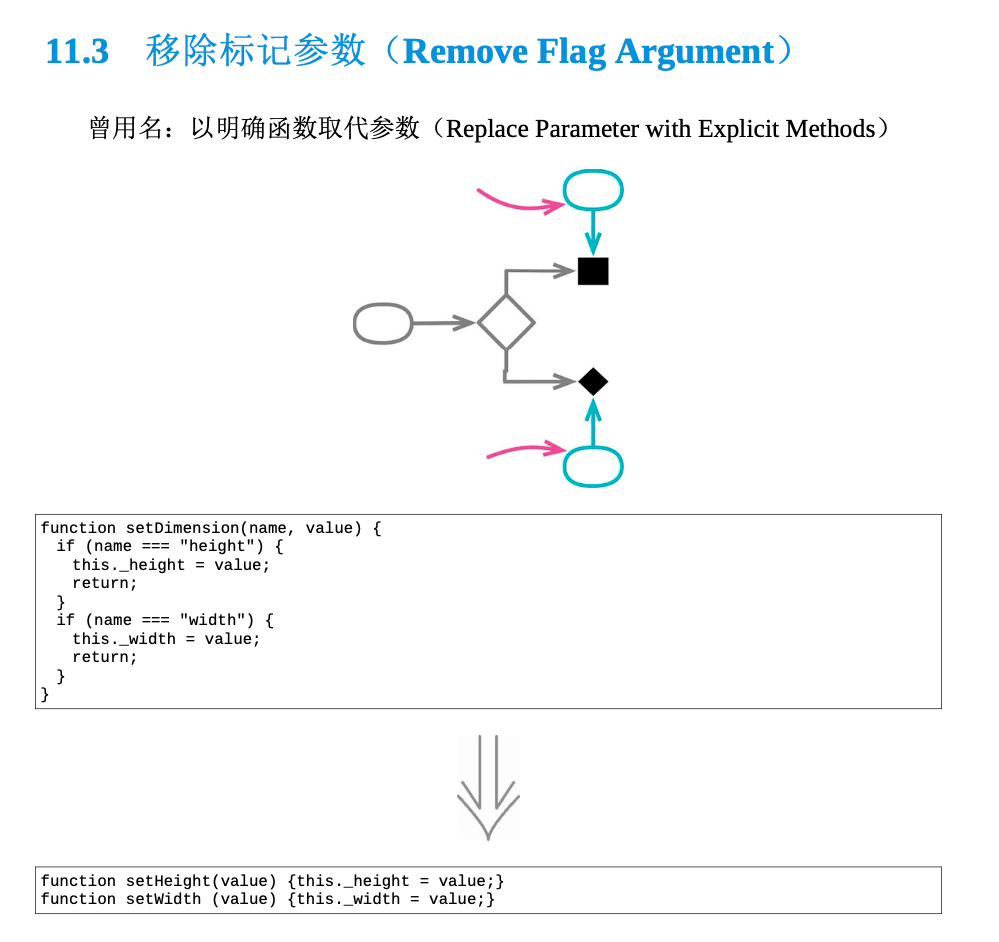 11.3 移除标记参数（Remove Flag Argument）
曾用名：以明确函数取代参数（Replace Parameter with Explicit Methods）
function setDimension(name, value) {
  if (name === "height") {
    this._height = value;
    return;
  }
  if (name === "width") {
    this._width = value;
    return;
  }
}
function setHeight(value) {this._height = value;}
function setWidth (value) {this._width = value;}